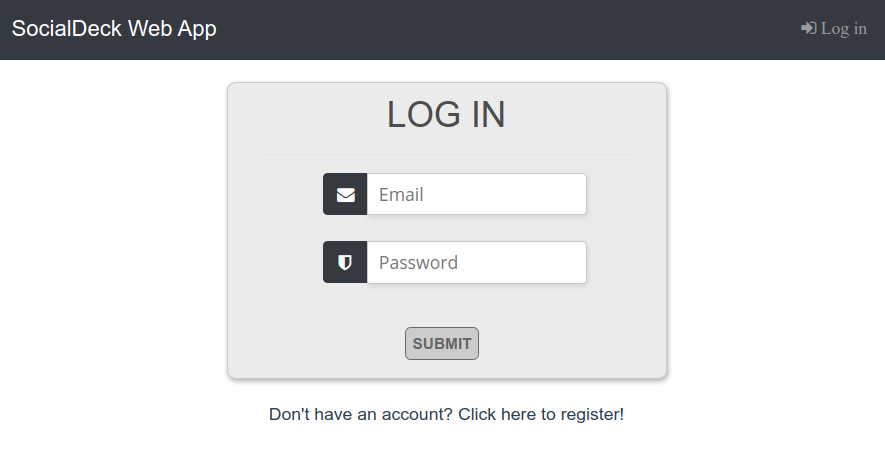 SocialDeck Web App
Log in
LOG IN
Email
Password
SUBMIT
Don't have an account? Click here to register!